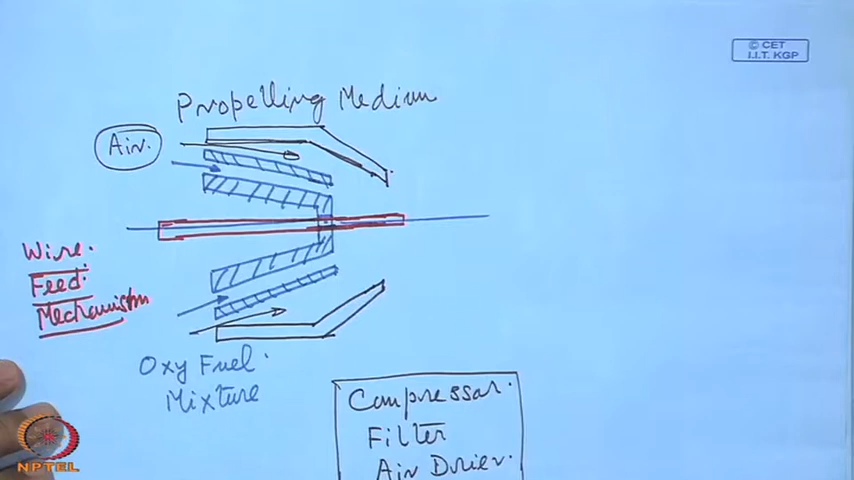 © CET
I.I.T. KGP
Propelling Medium
Air.
Wire.
Feed
Mechanism
Oxy Fuel
Mixture
Compressor.
Filter
Air Drier.
NPTEL